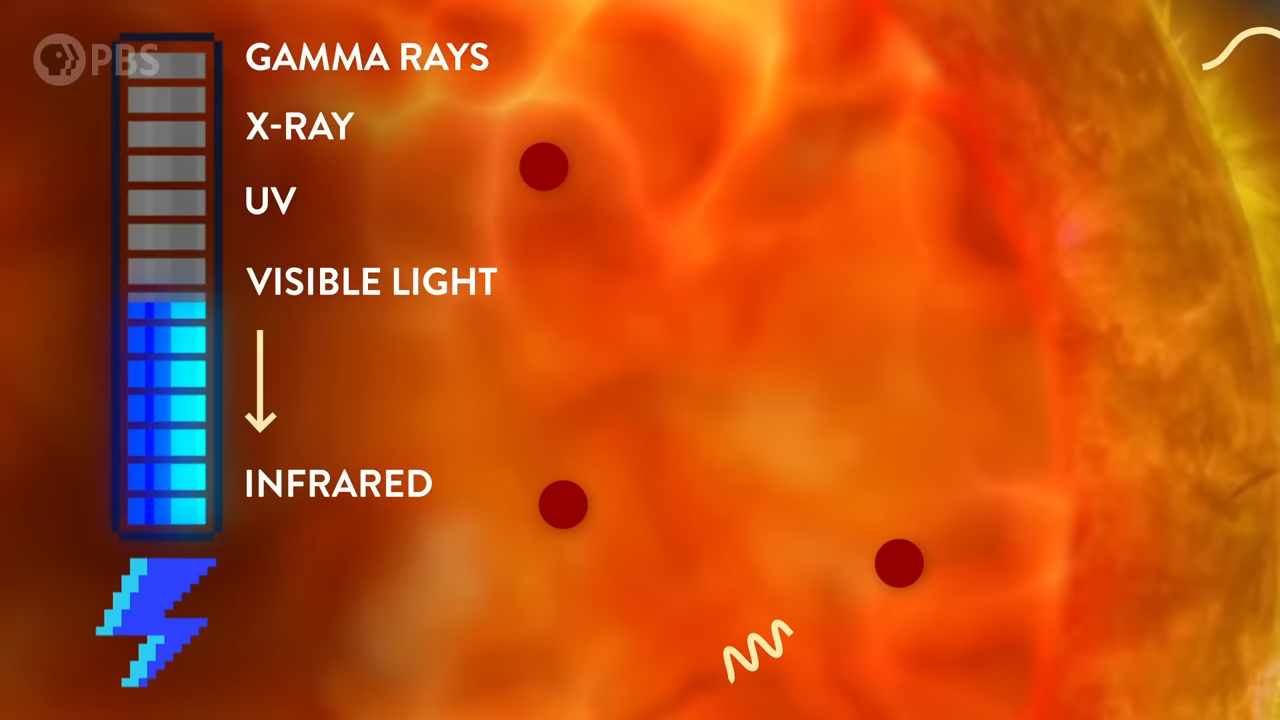 PBS
GAMMA RAYS
X-RAY
UV
VISIBLE LIGHT
INFRARED